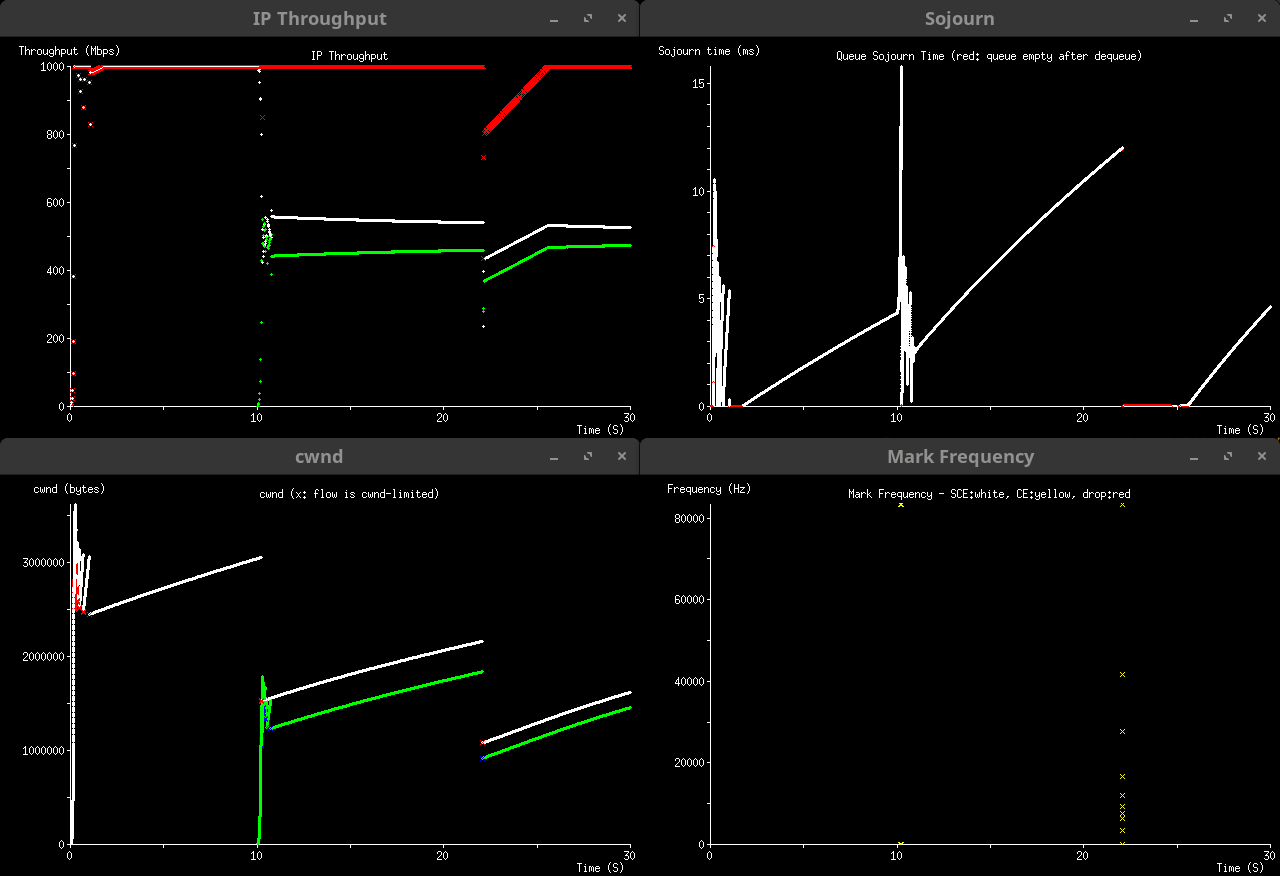 IP Throughput
Throughput (Mbps)
IP Throughput
1000
800
600
400
200
0
0
10
20
30
Time (S)
Sojourn
Sojourn time (ms)
Queue Sojourn Time (red: queue empty after dequeue)
15
10
5
0
0
10
20
30
Time (S)
cwnd
cwnd (bytes)
cwnd (x: flow is cwnd-limited)
3000000
2000000
1000000
0
0
10
20
30
Time (S)
Mark Frequency
Frequency (Hz)
Mark Frequency - SCE:white, CE:yellow, drop:red
80000
60000
40000
20000
0
0
10
20
30
Time (S)